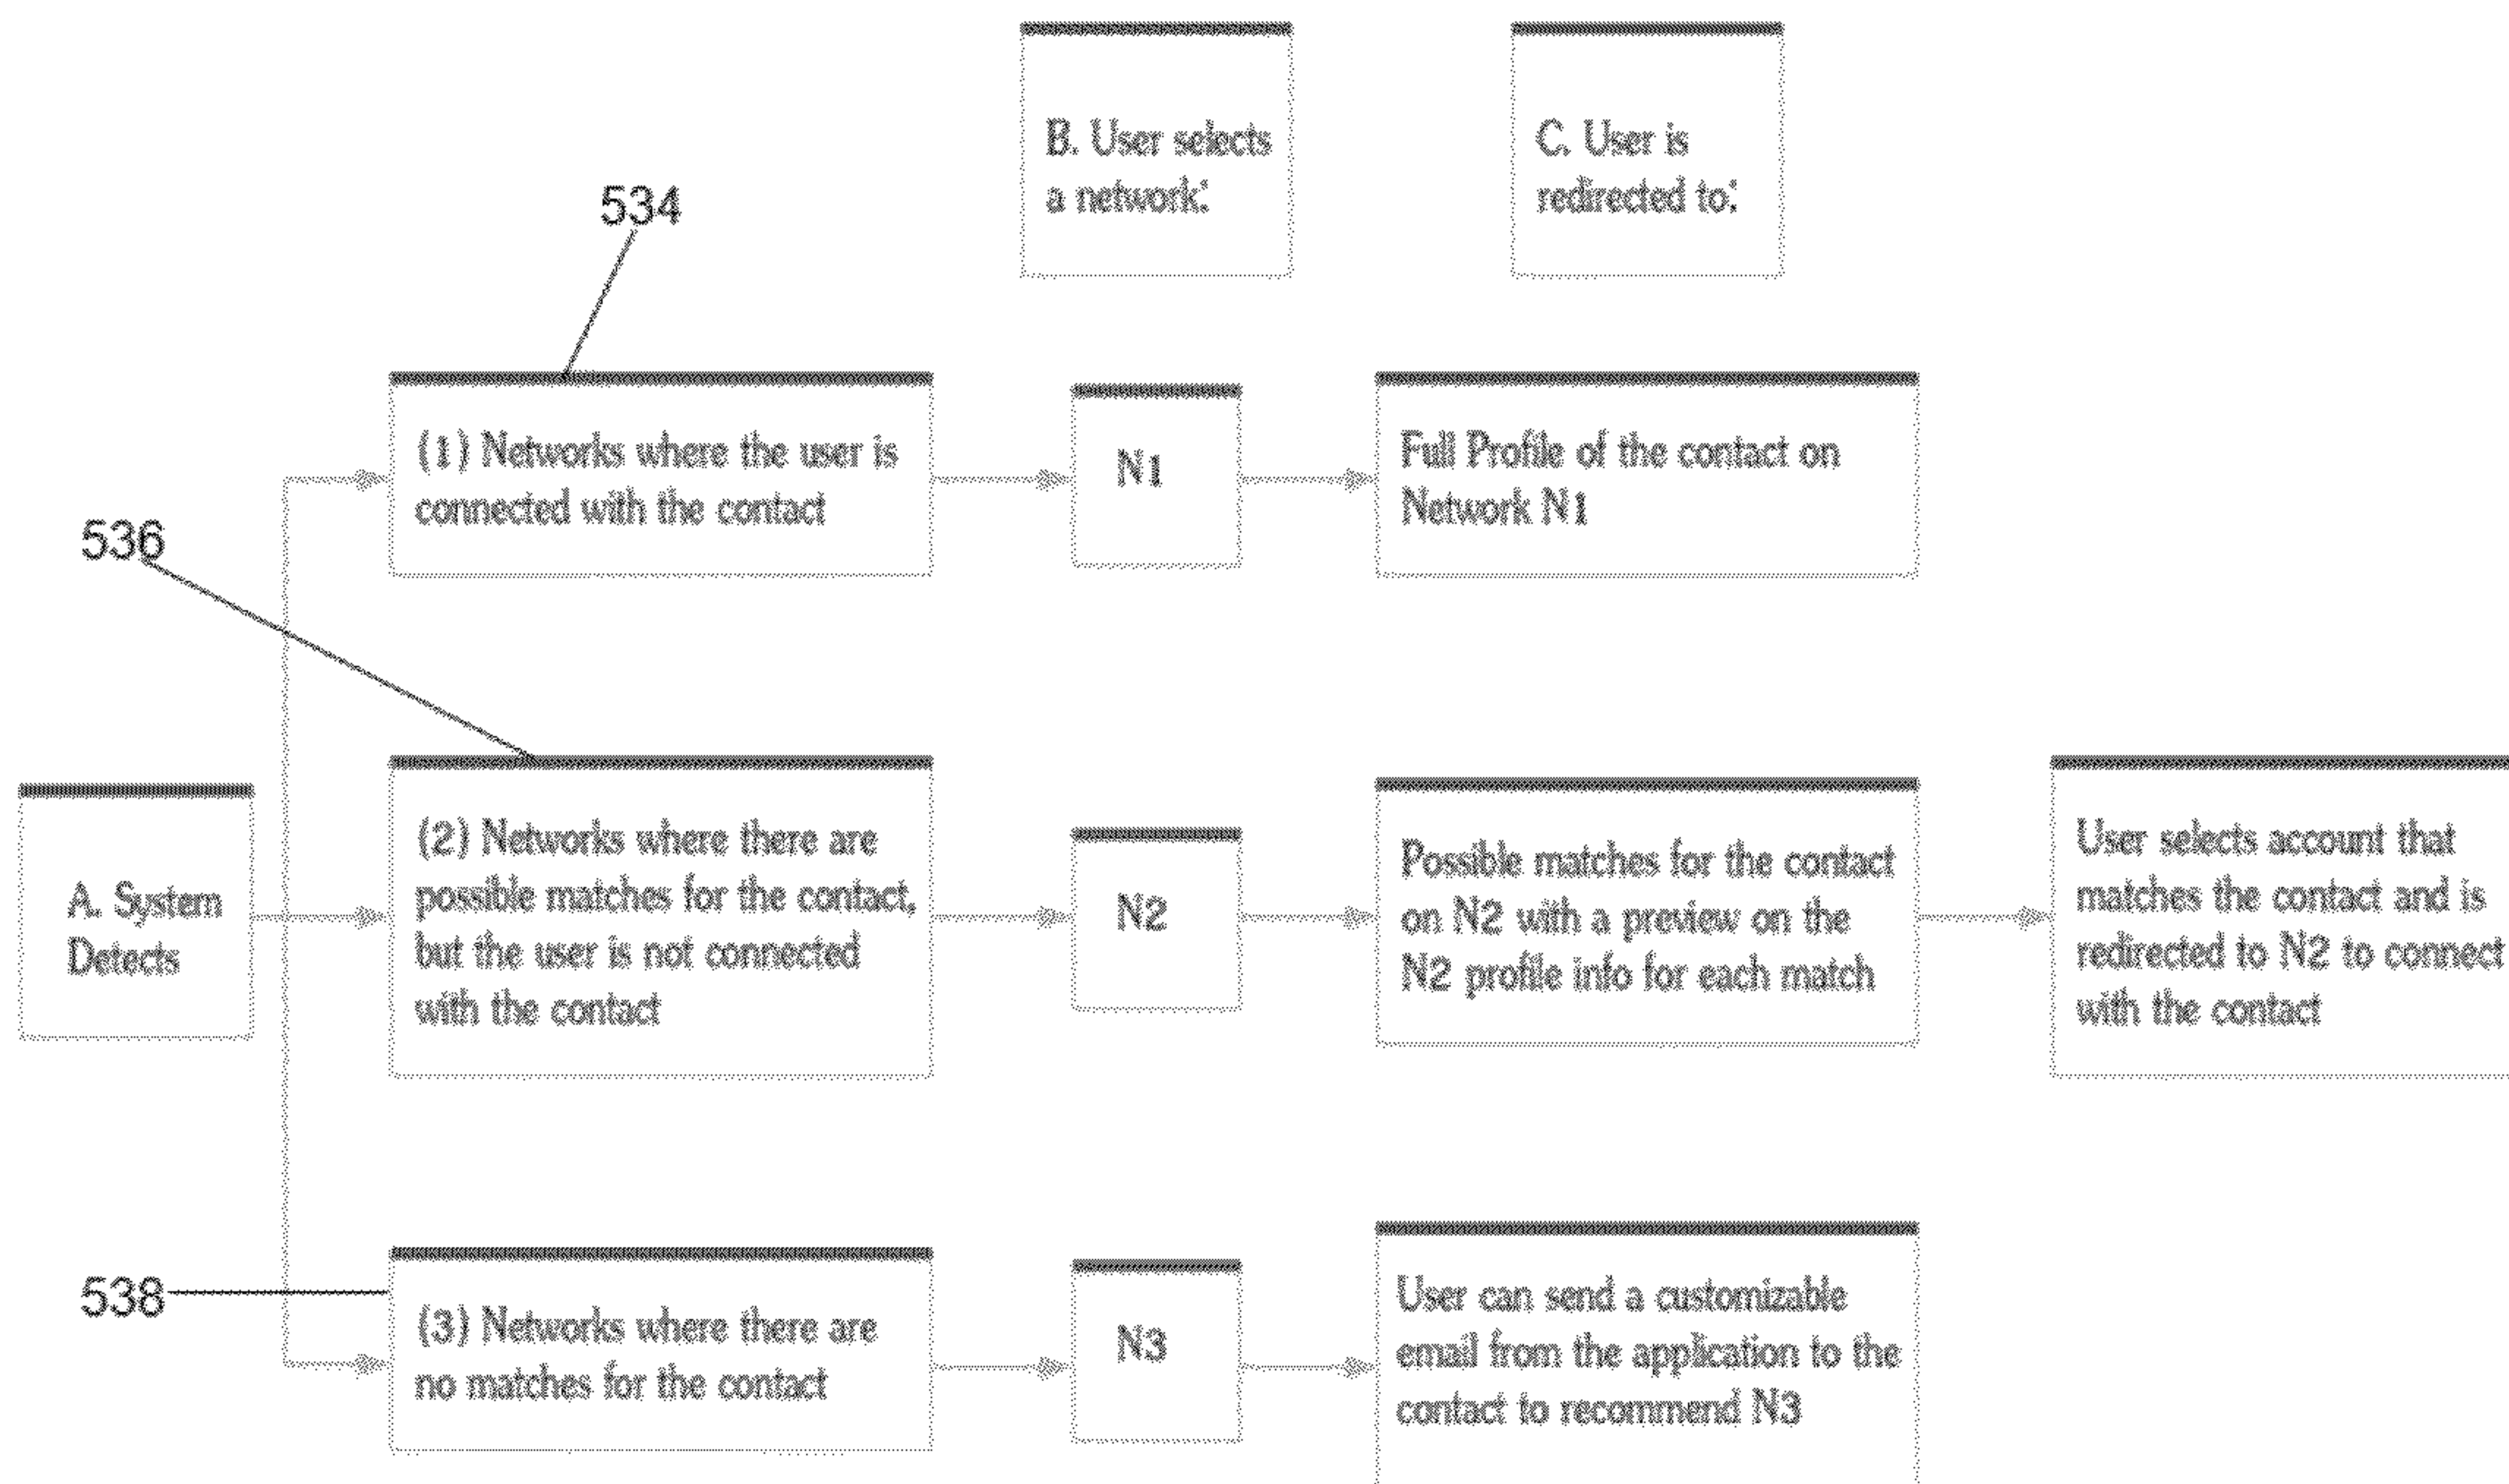 B. User selects
a network:
C. User is
redirected to:
534
(1) Networks where the user is
connected with the contact
N1
Full Profile of the contact on
Network N1
536
A. System
Detects
(2) Networks where there are
possible matches for the contact,
but the user is not connected
with the contact
N2
Possible matches for the contact
on N2 with a preview on the
N2 profile info for each match
User selects account that
matches the contact and is
redirected to N2 to connect
with the contact
538
(3) Networks where there are
no matches for the contact
N3
User can send a customizable
email from the application to the
contact to recommend N3